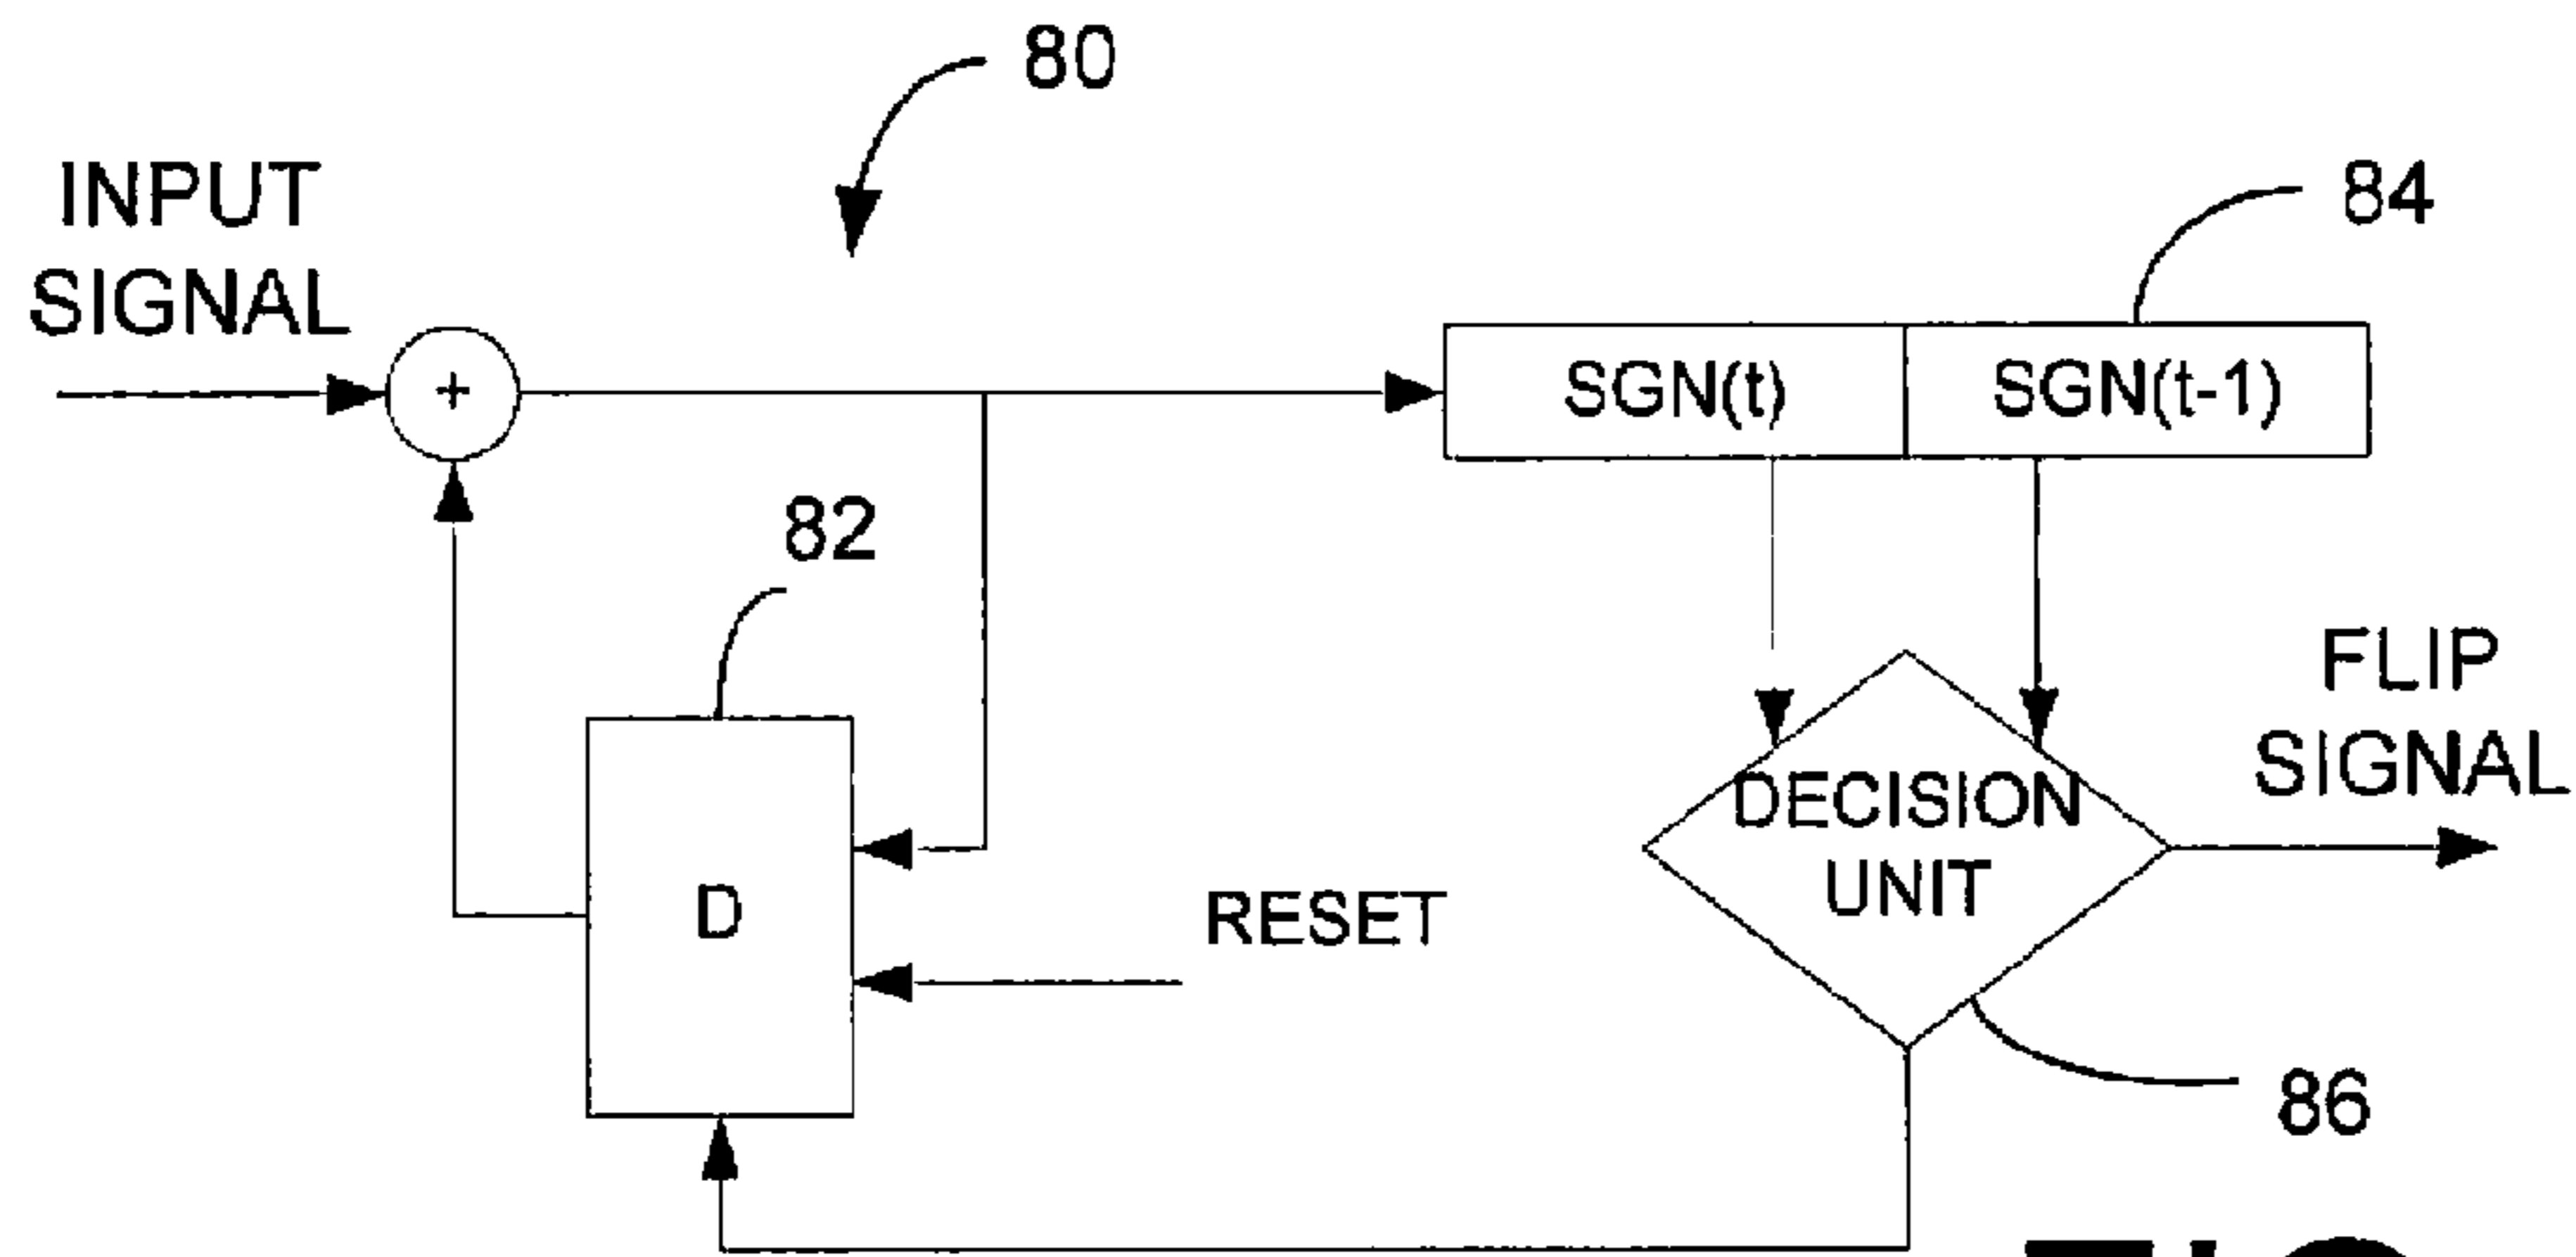 80
INPUT
SIGNAL
84
+
SGN(t)
SGN(t-1)
82
FLIP
SIGNAL
DECISION
UNIT
D
RESET
86